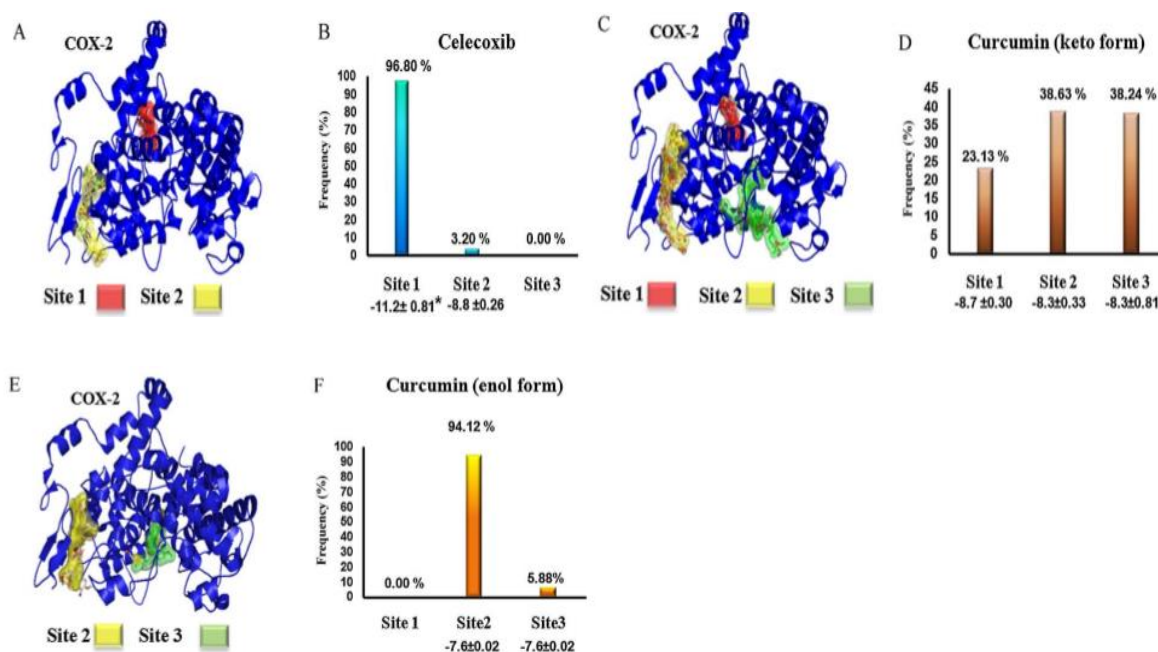 A
COX-2
Site 1 Site 2
B
Celecoxib
Frequency (%)
100
90
80
70
60
50
40
30
20
10
0
96.80 %
3.20 %
0.00 %
Site 1 Site 2 Site 3
-11.2± 0.81* -8.8 ±0.26
C
COX-2
Site 1 Site 2 Site 3
D
Curcumin (keto form)
Frequency (%)
45
40
35
30
25
20
15
10
5
0
23.13 %
38.63 % 38.24 %
Site 1 Site 2 Site 3
-8.7 ±0.30 -8.3±0.33 -8.3±0.81
E
COX-2
Site 2 Site 3
F
Curcumin (enol form)
Frequency (%)
100
90
80
70
60
50
40
30
20
10
0
0.00 %
94.12 %
5.88%
Site 1 Site2 Site3
-7.6±0.02 -7.6±0.02